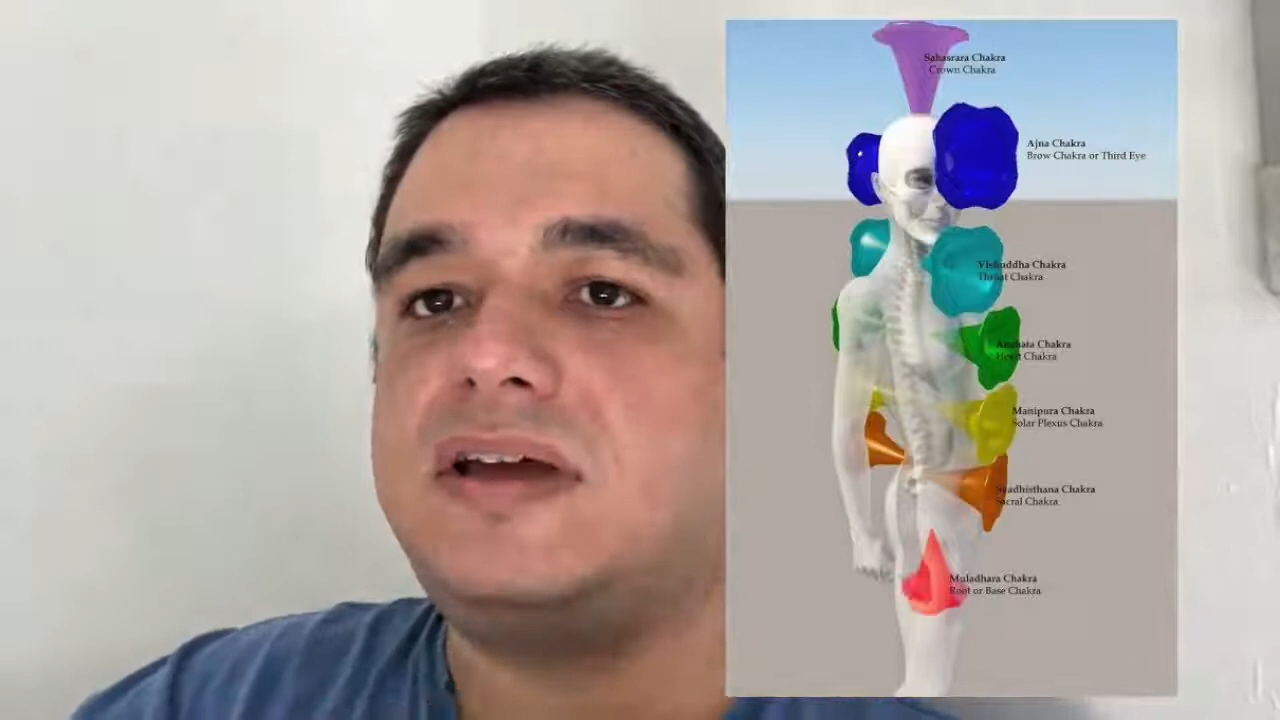 Sahasrara Chakra
Crown Chakra
Ajna Chakra
Brow Chakra or Third Eye
Vishuddha Chakra
Throat Chakra
Anahata Chakra
Heart Chakra
Manipura Chakra
Solar Plexus Chakra
Svadhisthana Chakra
Sacral Chakra
Muladhara Chakra
Root or Base Chakra